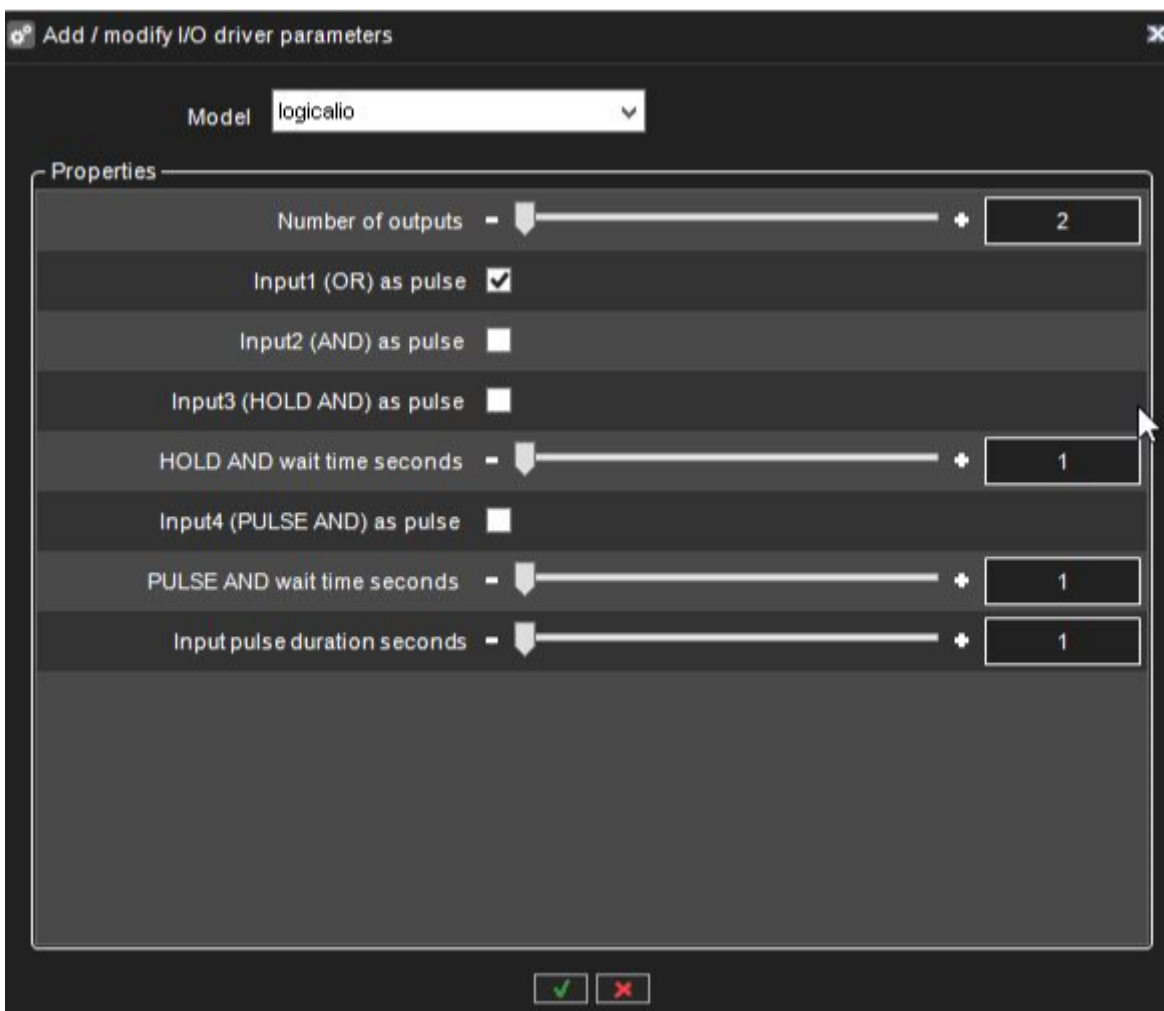 Add / modify I/O driver parameters
Model logicalio
Properties
Number of outputs - + 2
Input1 (OR) as pulse
Input2 (AND) as pulse
Input3 (HOLD AND) as pulse
HOLD AND wait time seconds - + 1
Input4 (PULSE AND) as pulse
PULSE AND wait time seconds - + 1
Input pulse duration seconds - + 1